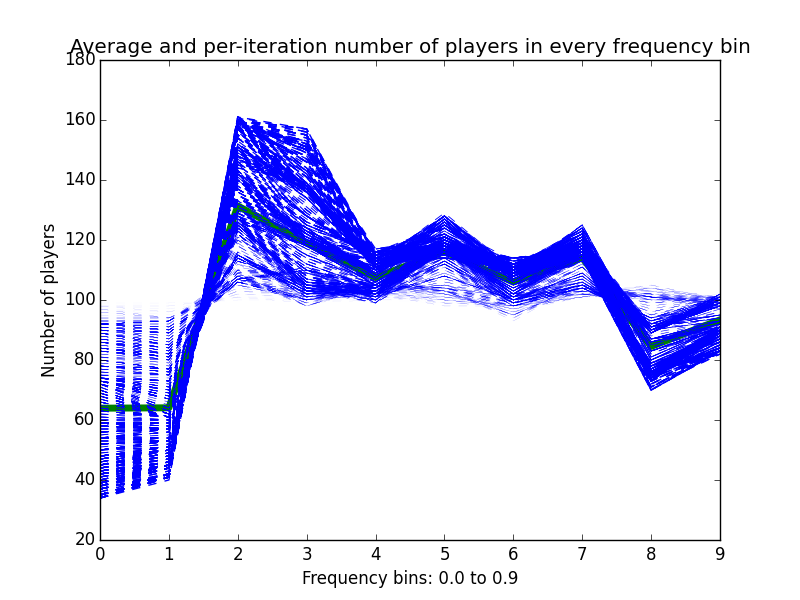 Average and per-iteration number of players in every frequency bin
180
160
140
120
100
80
60
40
20
Number of players
0 1 2 3 4 5 6 7 8 9
Frequency bins: 0.0 to 0.9